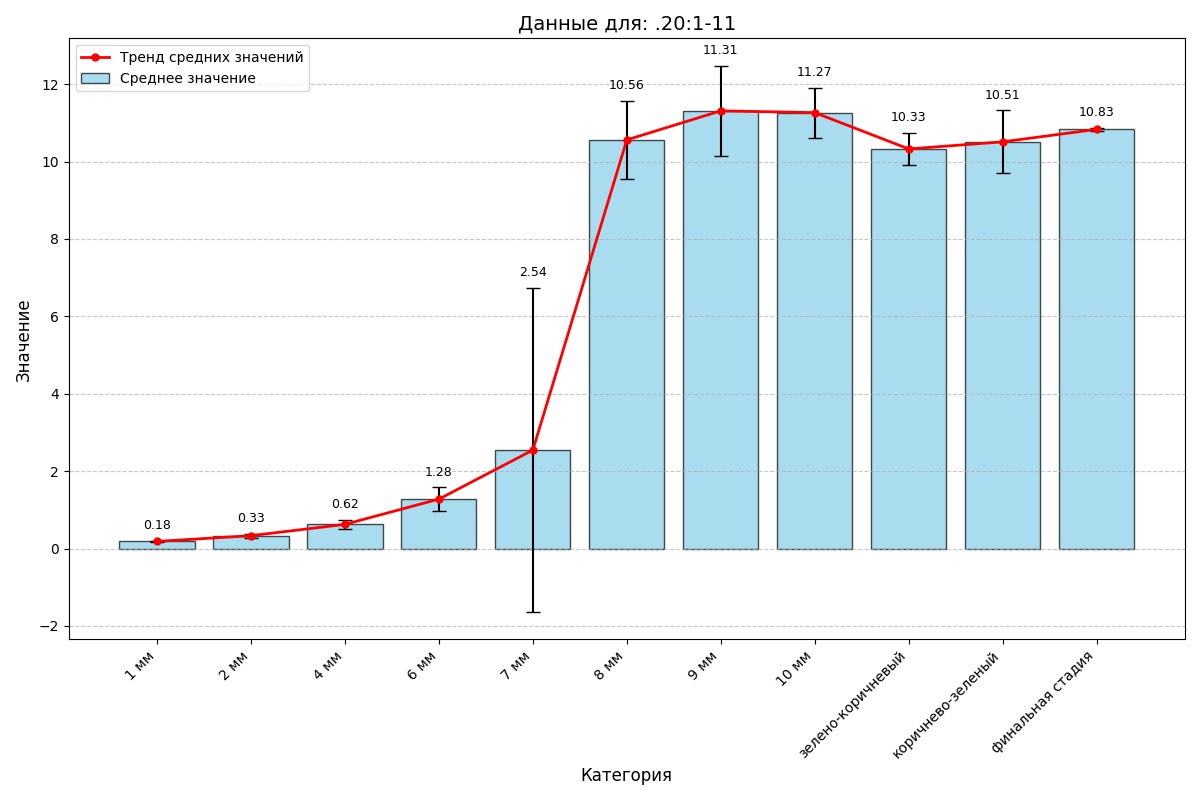 Данные для: .20:1-11
Тренд средних значений
Среднее значение
Значение
12
10
8
6
4
2
0
−2
0.18
0.33
0.62
1.28
2.54
10.56
11.31
11.27
10.33
10.51
10.83
1 мм
2 мм
4 мм
6 мм
7 мм
8 мм
9 мм
10 мм
зелено-коричневый
коричнево-зеленый
финальная стадия
Категория